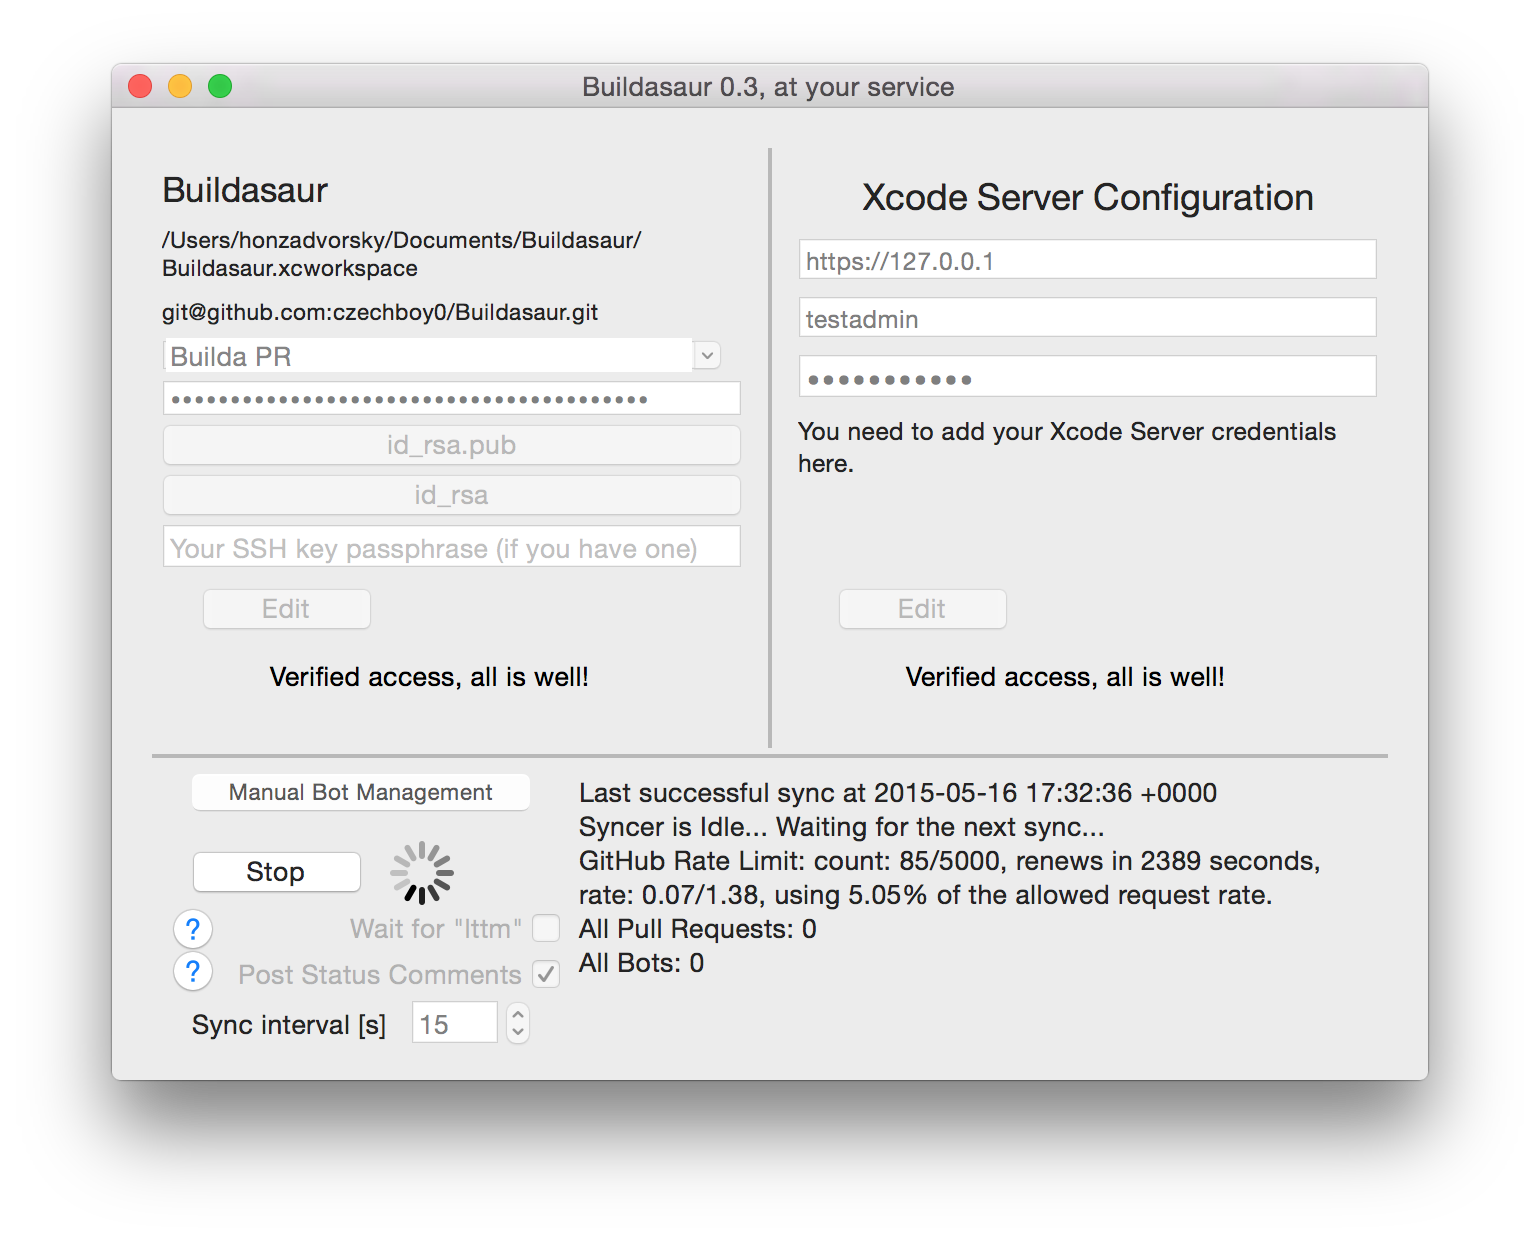 Buildasaur 0.3, at your service
Buildasaur
/Users/honzadvorsky/Documents/Buildasaur/
Buildasaur.xcworkspace
git@github.com:czechboy0/Buildasaur.git
Builda PR
••••••••••••••••••••••••••••••••••••••••
id_rsa.pub
id_rsa
Your SSH key passphrase (if you have one)
Edit
Verified access, all is well!
Xcode Server Configuration
https://127.0.0.1
testadmin
•••••••••••
You need to add your Xcode Server credentials
here.
Edit
Verified access, all is well!
Manual Bot Management
Stop
? Wait for "lttm"
? Post Status Comments
Sync interval [s] 15
Last successful sync at 2015-05-16 17:32:36 +0000
Syncer is Idle... Waiting for the next sync...
GitHub Rate Limit: count: 85/5000, renews in 2389 seconds,
rate: 0.07/1.38, using 5.05% of the allowed request rate.
All Pull Requests: 0
All Bots: 0